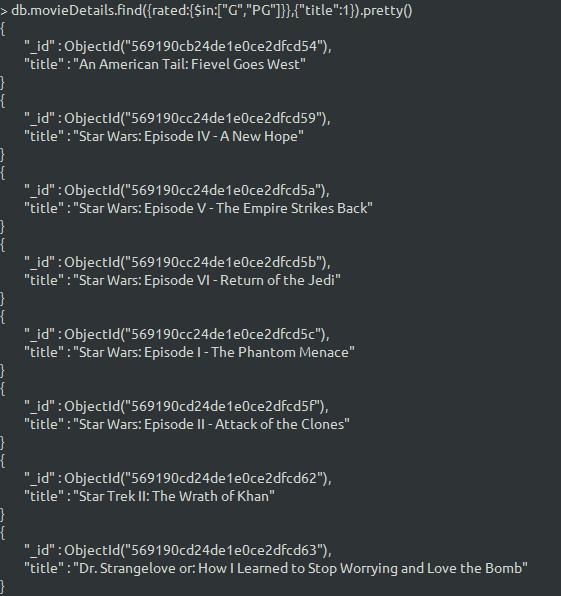 > db.movieDetails.find({rated:{$in:["G","PG"]}},{"title":1}).pretty()
{
"_id" : ObjectId("569190cb24de1e0ce2dfcd54"),
"title" : "An American Tail: Fievel Goes West"
}
{
"_id" : ObjectId("569190cc24de1e0ce2dfcd59"),
"title" : "Star Wars: Episode IV - A New Hope"
}
{
"_id" : ObjectId("569190cc24de1e0ce2dfcd5a"),
"title" : "Star Wars: Episode V - The Empire Strikes Back"
}
{
"_id" : ObjectId("569190cc24de1e0ce2dfcd5b"),
"title" : "Star Wars: Episode VI - Return of the Jedi"
}
{
"_id" : ObjectId("569190cc24de1e0ce2dfcd5c"),
"title" : "Star Wars: Episode I - The Phantom Menace"
}
{
"_id" : ObjectId("569190cd24de1e0ce2dfcd5f"),
"title" : "Star Wars: Episode II - Attack of the Clones"
}
{
"_id" : ObjectId("569190cd24de1e0ce2dfcd62"),
"title" : "Star Trek II: The Wrath of Khan"
}
{
"_id" : ObjectId("569190cd24de1e0ce2dfcd63"),
"title" : "Dr. Strangelove or: How I Learned to Stop Worrying and Love the Bomb"
}